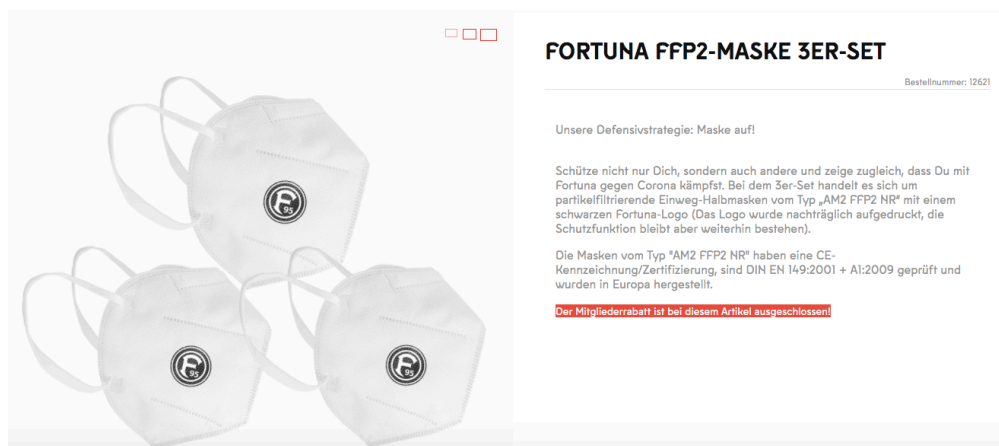 FORTUNA FFP2-MASKE 3ER-SET
Bestellnummer: 12621
Unsere Defensivstrategie: Maske auf!
Schütze nicht nur Dich, sondern auch andere und zeige zugleich, dass Du mit
Fortuna gegen Corona kämpfst. Bei dem 3er-Set handelt es sich um
partikelfiltrierende Einweg-Halbmasken vom Typ „AM2 FFP2 NR" mit einem
schwarzen Fortuna-Logo (Das Logo wurde nachträglich aufgedruckt, die
Schutzfunktion bleibt aber weiterhin bestehen).
Die Masken vom Typ "AM2 FFP2 NR" haben eine CE-
Kennzeichnung/Zertifizierung, sind DIN EN 149:2001 + A1:2009 geprüft und
wurden in Europa hergestellt.
Der Mitgliederrabatt ist bei diesem Artikel ausgeschlossen!
F 95
F 95
F 95